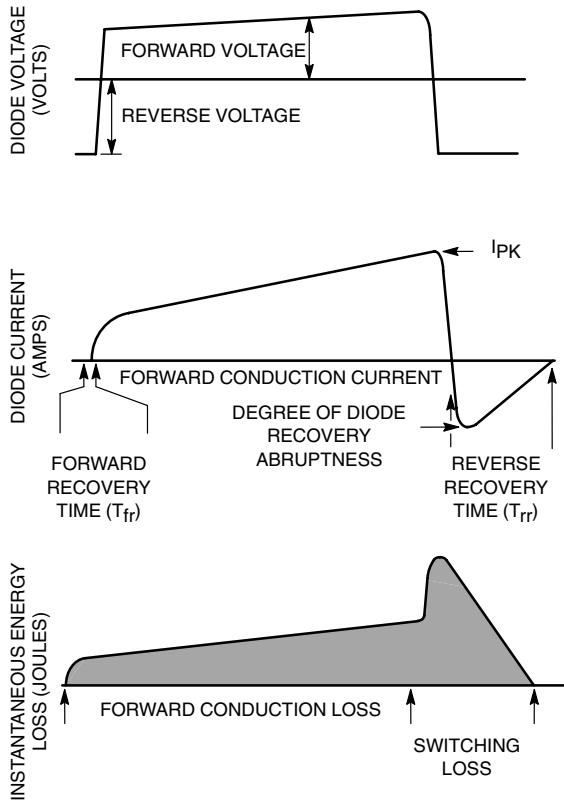 DIODE VOLTAGE
(VOLTS)
FORWARD VOLTAGE
REVERSE VOLTAGE
DIODE CURRENT
(AMPS)
IPK
FORWARD CONDUCTION CURRENT
DEGREE OF DIODE
RECOVERY
ABRUPTNESS
FORWARD
RECOVERY
TIME (Tfr)
REVERSE
RECOVERY
TIME (Trr)
INSTANTANEOUS ENERGY
LOSS (JOULES)
FORWARD CONDUCTION LOSS
SWITCHING
LOSS